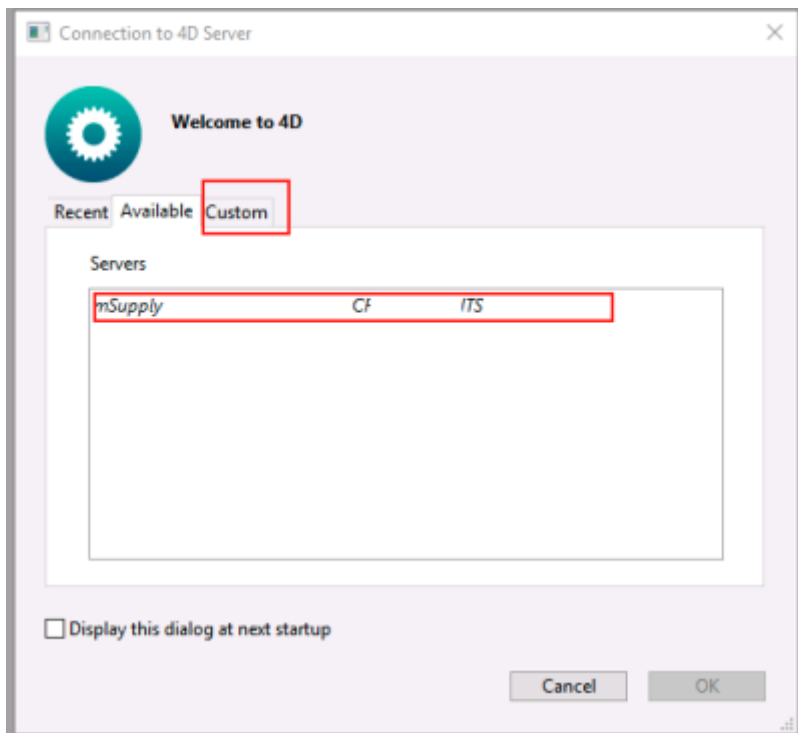 Connection to 4D Server
Welcome to 4D
Recent Available Custom
Servers
mSupply ITS
Display this dialog at next startup
Cancel OK